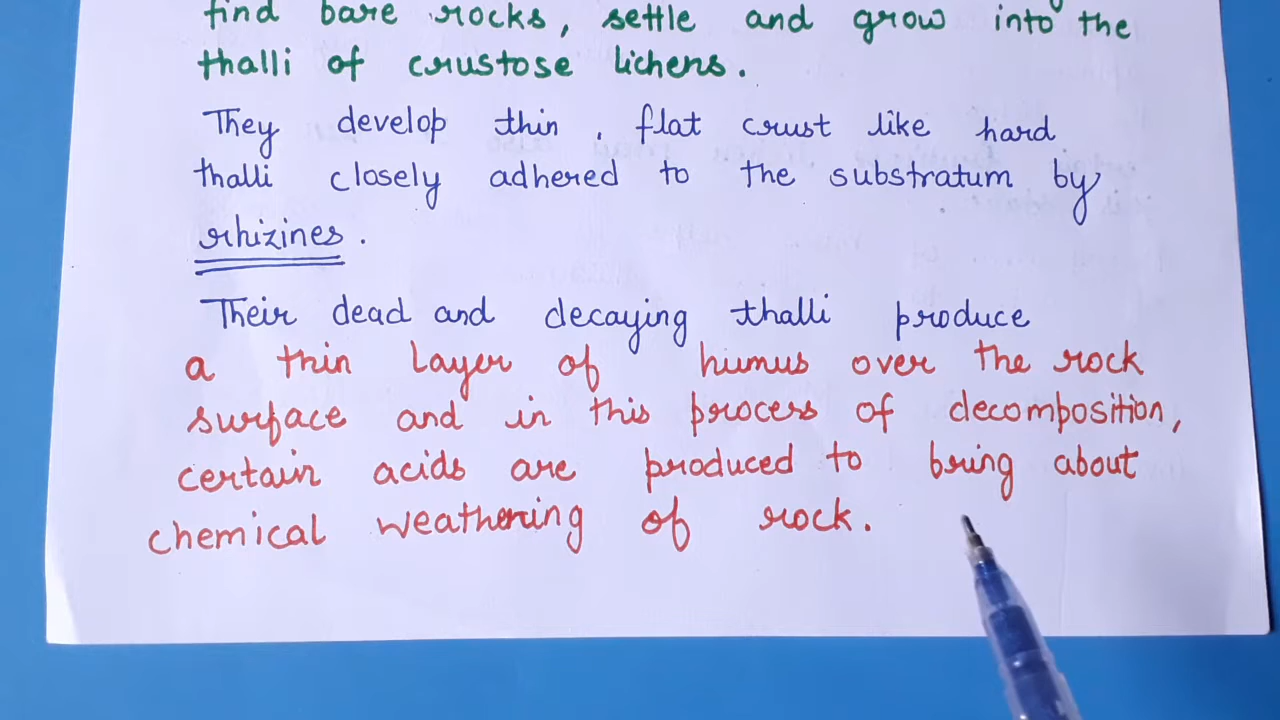 find bare rocks, settle and grow into the
thalli of crustose lichens.
They develop thin, flat crust like hard
thalli closely adhered to the substratum by
rhizines.
Their dead and decaying thalli produce
a thin layer of humus over the rock
surface and in this process of decomposition,
certain acids are produced to bring about
chemical weathering of rock.